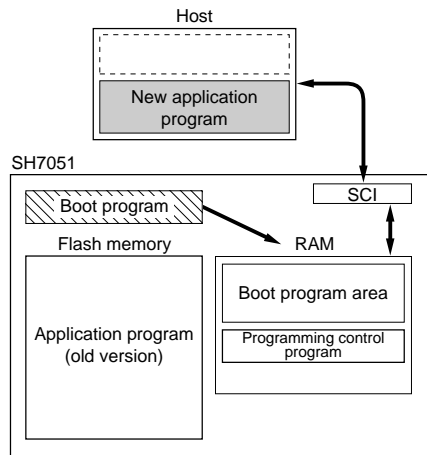 Host
New application
program
SH7051
SCI
Boot program
Flash memory
RAM
Boot program area
Application program
(old version)
Programming control
program